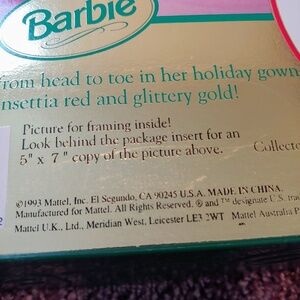 Barbie
from head to toe in her holiday gown
nsettia red and glittery gold!
Picture for framing inside!
Look behind the package insert for an
5" x 7" copy of the picture above.
Collecto
©1993 Mattel, Inc. El Segundo, CA 90245 U.S.A. MADE IN CHINA.
Manufactured for Mattel. All Rights Reserved. ® and ™ designate U.S. trad
Mattel U.K., Ltd., Meridian West, Leicester LE3 2WT Mattel Australia P